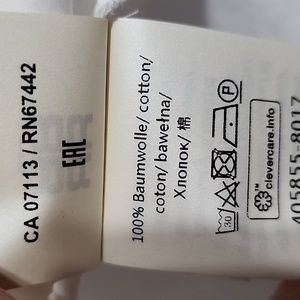 CA 07113 / RN67442
EAC
100% Baumwolle/ cotton/
coton/ bawełna/
Хлопок/ 棉
30
P
clevercare.info
405855-8017